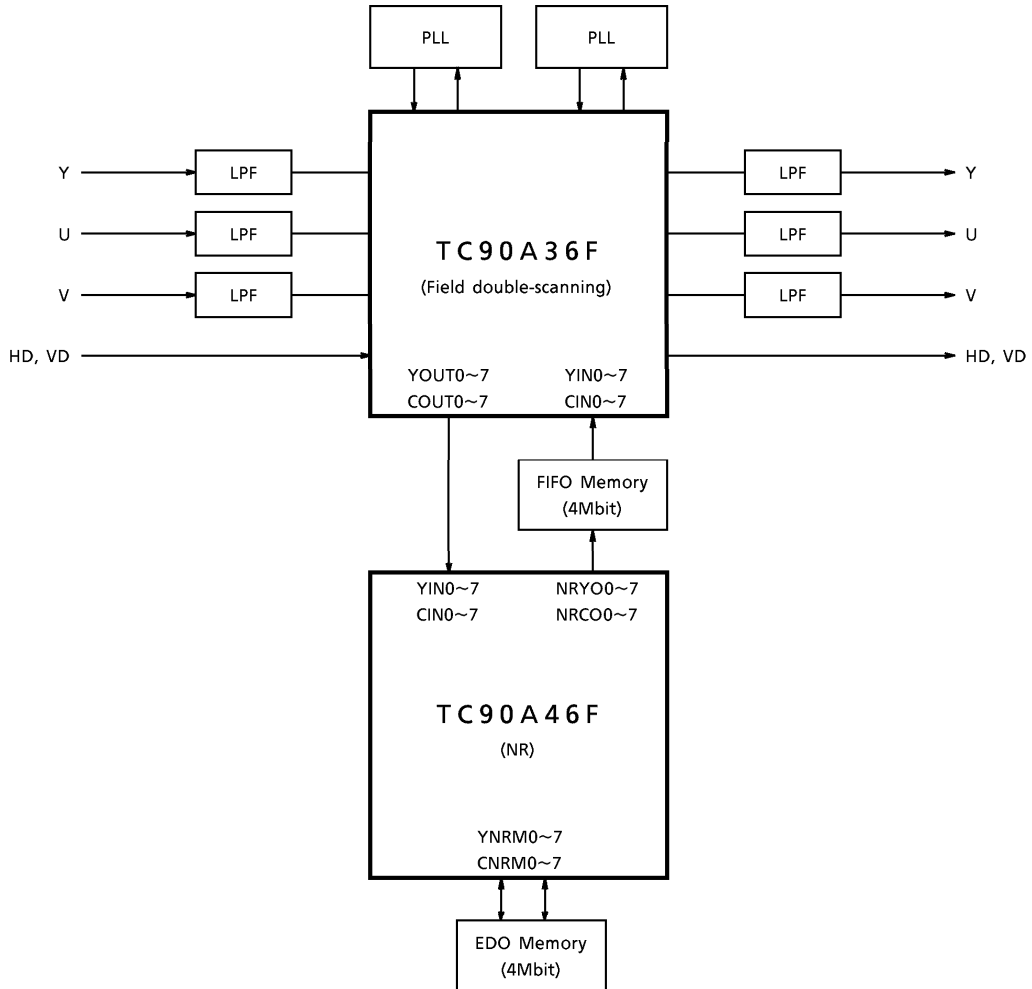 PLL PLL
Y LPF LPF Y
U LPF LPF U
TC90A36F
(Field double-scanning)
V LPF LPF V
HD, VD HD, VD
YOUT0~7 YIN0~7
COUT0~7 CIN0~7
FIFO Memory
(4Mbit)
YIN0~7 NRYO0~7
CIN0~7 NRCO0~7
TC90A46F
(NR)
YNRM0~7
CNRM0~7
EDO Memory
(4Mbit)